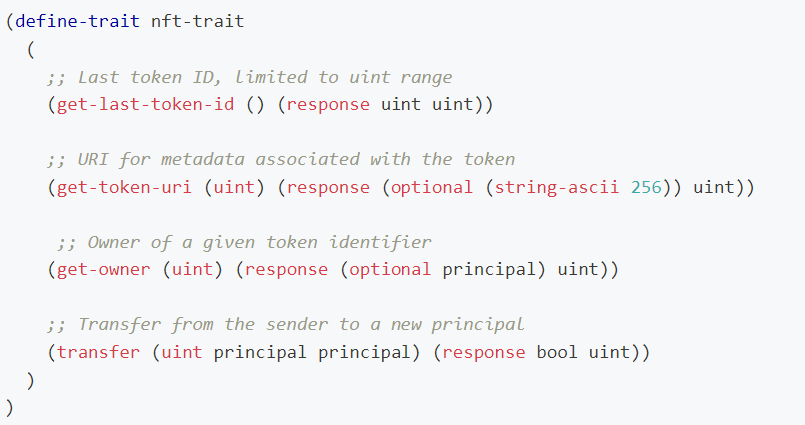 (define-trait nft-trait
  (
    ;; Last token ID, limited to uint range
    (get-last-token-id () (response uint uint))

    ;; URI for metadata associated with the token
    (get-token-uri (uint) (response (optional (string-ascii 256)) uint))

     ;; Owner of a given token identifier
    (get-owner (uint) (response (optional principal) uint))

    ;; Transfer from the sender to a new principal
    (transfer (uint principal principal) (response bool uint))
  )
)